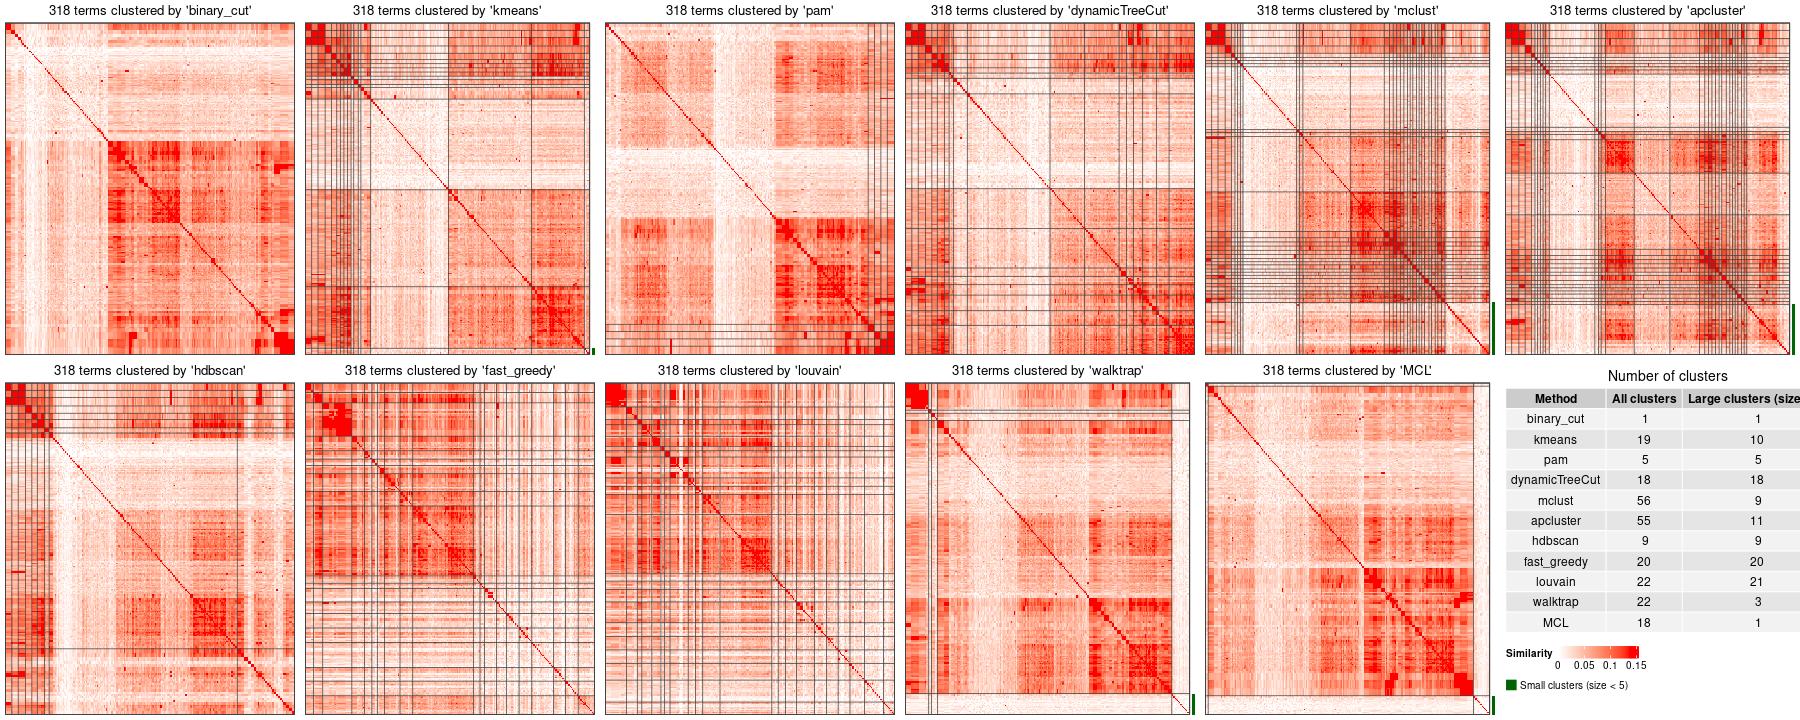 318 terms clustered by 'binary_cut'
318 terms clustered by 'kmeans'
318 terms clustered by 'pam'
318 terms clustered by 'dynamicTreeCut'
318 terms clustered by 'mclust'
318 terms clustered by 'apcluster'
318 terms clustered by 'hdbscan'
318 terms clustered by 'fast_greedy'
318 terms clustered by 'louvain'
318 terms clustered by 'walktrap'
318 terms clustered by 'MCL'
Number of clusters
Method All clusters Large clusters (size
binary_cut 1 1
kmeans 19 10
pam 5 5
dynamicTreeCut 18 18
mclust 56 9
apcluster 55 11
hdbscan 9 9
fast_greedy 20 20
louvain 22 21
walktrap 22 3
MCL 18 1
Similarity
0 0.05 0.1 0.15
Small clusters (size < 5)